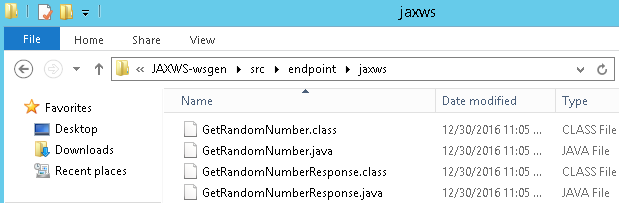 jaxws
File Home Share View
« JAXWS-wsgen src endpoint jaxws
Favorites
Desktop
Downloads
Recent places
Name Date modified Type
GetRandomNumber.class 12/30/2016 11:05 ... CLASS File
GetRandomNumber.java 12/30/2016 11:05 ... JAVA File
GetRandomNumberResponse.class 12/30/2016 11:05 ... CLASS File
GetRandomNumberResponse.java 12/30/2016 11:05 ... JAVA File